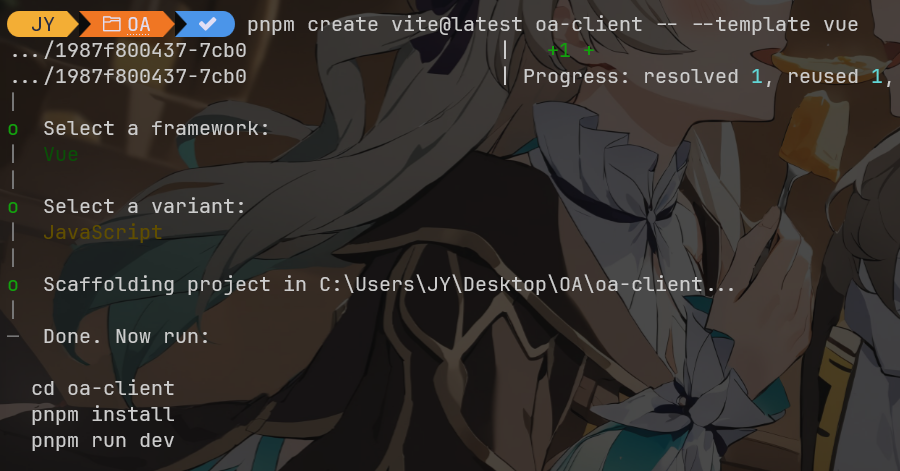 JY OA pnpm create vite@latest oa-client -- --template vue
.../1987f800437-7cb0 | +1 +
.../1987f800437-7cb0 | Progress: resolved 1, reused 1,
|
o Select a framework:
| Vue
|
o Select a variant:
| JavaScript
|
o Scaffolding project in C:\Users\JY\Desktop\OA\oa-client...
|
— Done. Now run:
cd oa-client
pnpm install
pnpm run dev